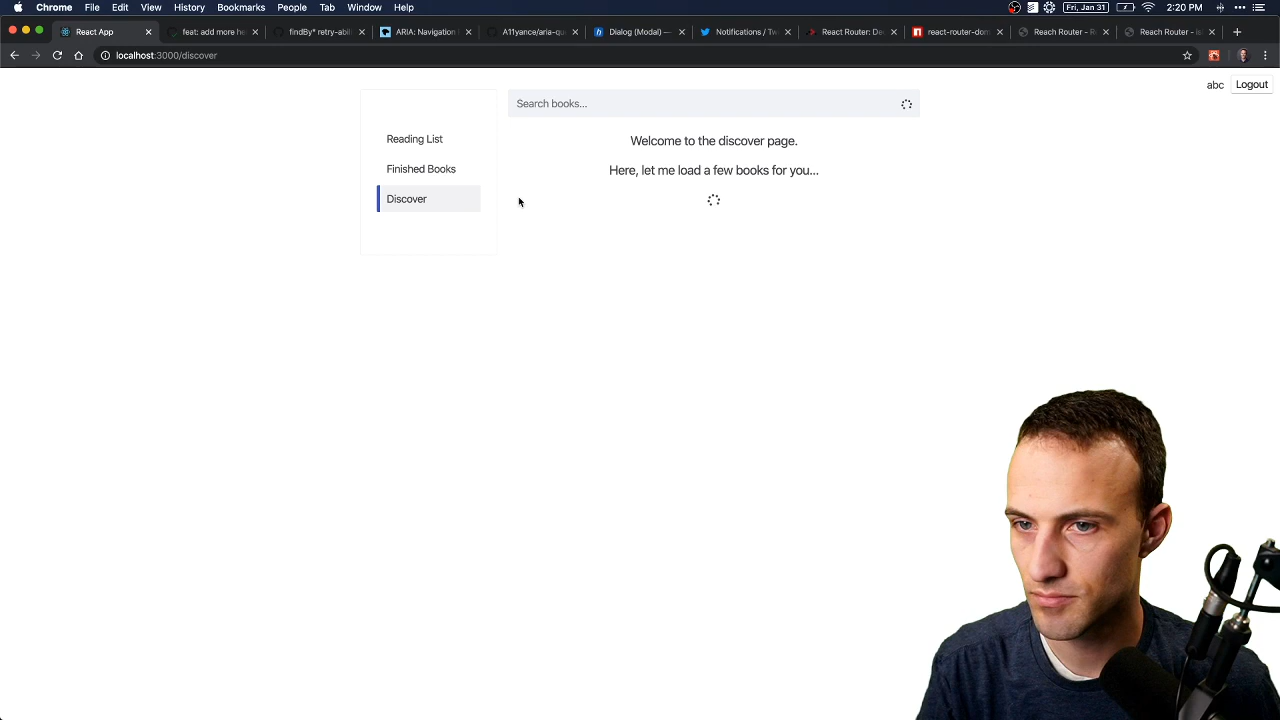 Chrome File Edit View History Bookmarks People Tab Window Help
Fri, Jan 31 2:20 PM
React App
feat: add more he
findBy* retry-abili
ARIA: Navigation
A11yance/aria-qu
Dialog (Modal) —
Notifications / Tw
React Router: Dec
react-router-dom
Reach Router - R
Reach Router - is
localhost:3000/discover
abc Logout
Search books...
Reading List
Finished Books
Discover
Welcome to the discover page.
Here, let me load a few books for you...